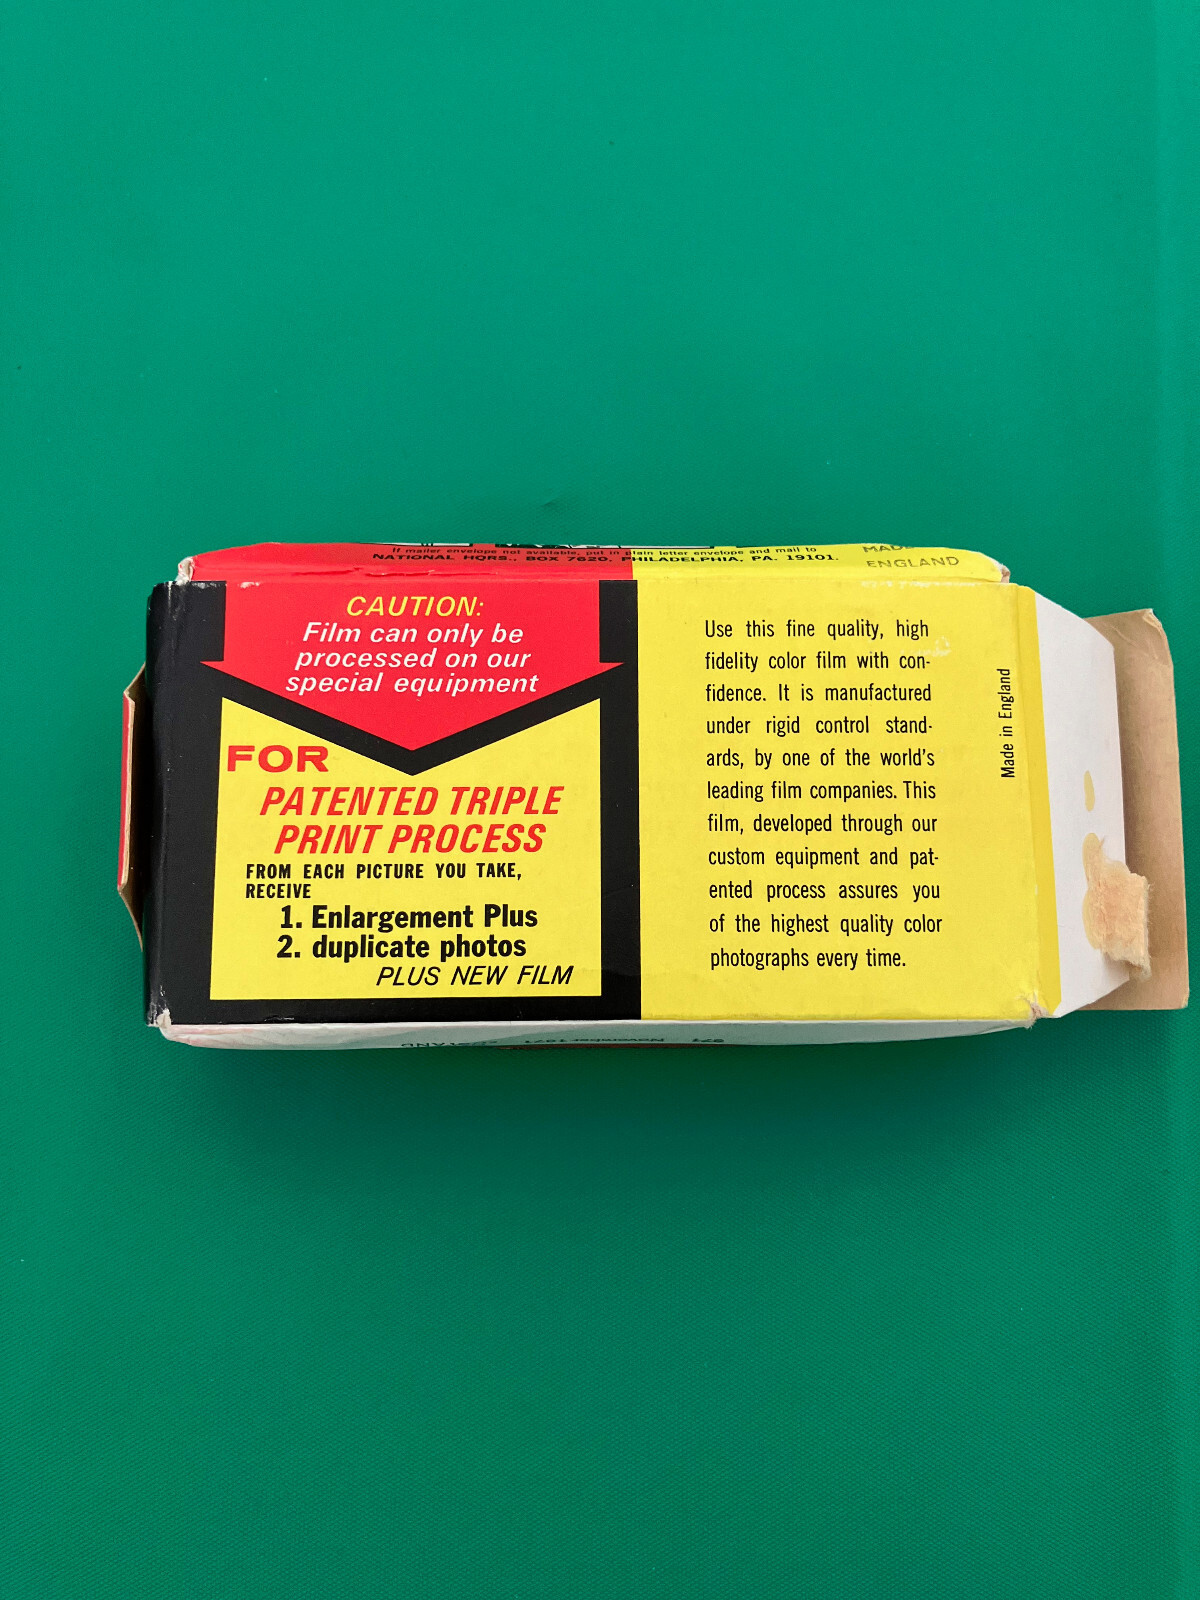 If mailer envelope not available, put in plain letter envelope and mail to
NATIONAL HQRS., BOX 7620, PHILADELPHIA, PA. 19101.
MADE
ENGLAND
CAUTION:
Film can only be
processed on our
special equipment
FOR
PATENTED TRIPLE
PRINT PROCESS
FROM EACH PICTURE YOU TAKE,
RECEIVE
1. Enlargement Plus
2. duplicate photos
PLUS NEW FILM
Use this fine quality, high
fidelity color film with con-
fidence. It is manufactured
under rigid control stand-
ards, by one of the world's
leading film companies. This
film, developed through our
custom equipment and pat-
ented process assures you
of the highest quality color
photographs every time.
Made in England
November 1971